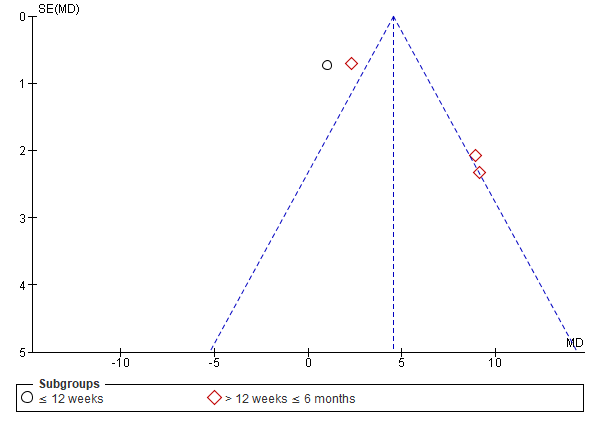 SE(MD)
0
1
2
3
4
5
-10
-5
0
5
10
MD
Subgroups
≤ 12 weeks
> 12 weeks ≤ 6 months